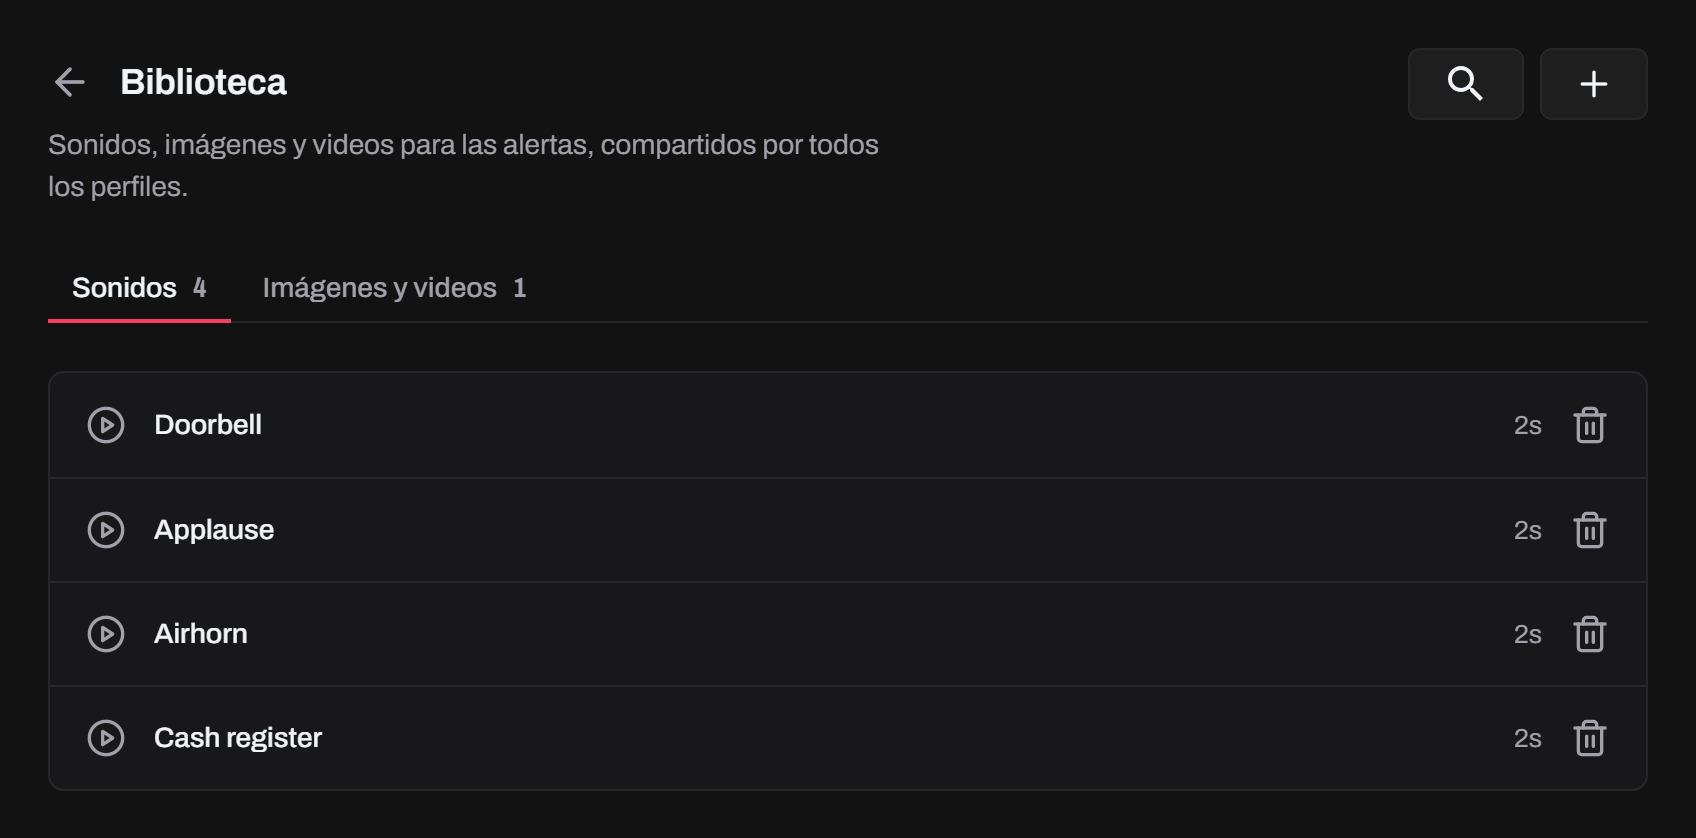 Biblioteca
Sonidos, imágenes y videos para las alertas, compartidos por todos
los perfiles.
Sonidos 4 Imágenes y videos 1
Doorbell 2s
Applause 2s
Airhorn 2s
Cash register 2s